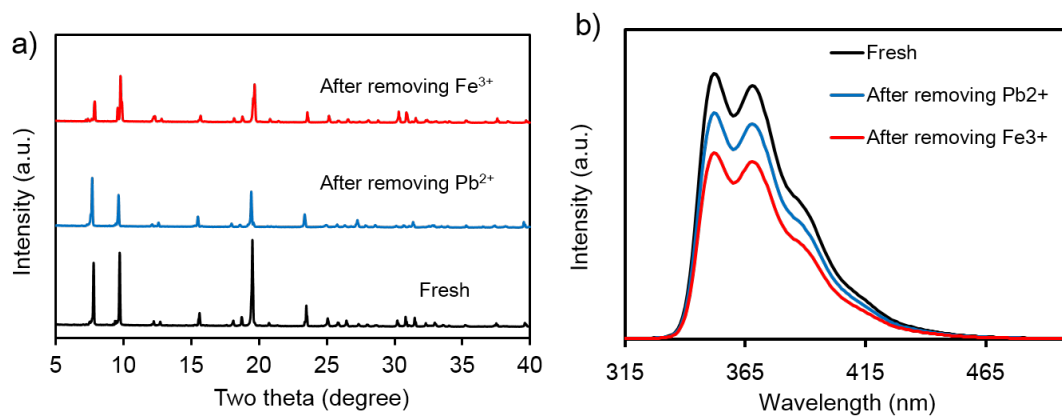 a)
Intensity (a.u.)
After removing Fe³⁺
After removing Pb²⁺
Fresh
5 10 15 20 25 30 35 40
Two theta (degree)
b)
Intensity (a.u.)
Fresh
After removing Pb2+
After removing Fe3+
315 365 415 465
Wavelength (nm)